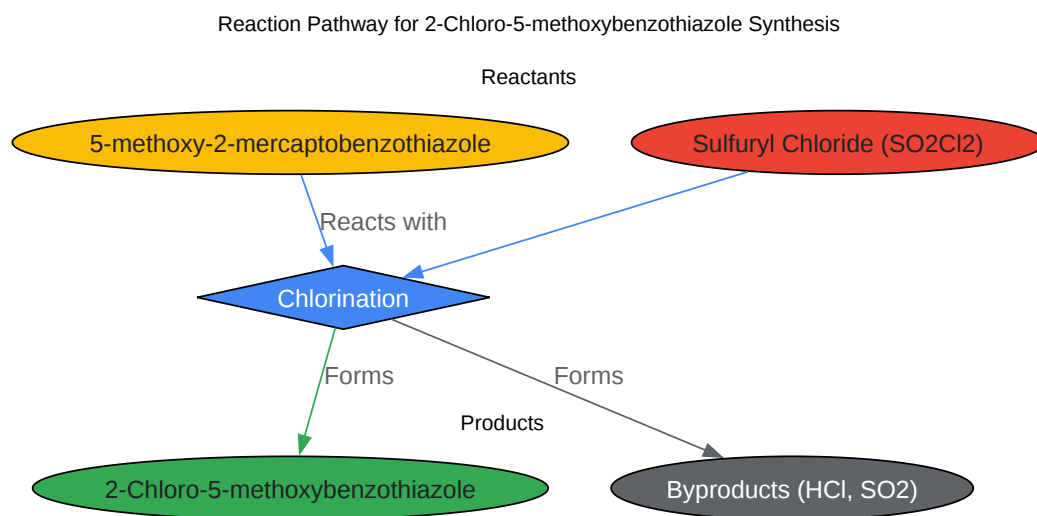 Reaction Pathway for 2-Chloro-5-methoxybenzothiazole Synthesis
Reactants
5-methoxy-2-mercaptobenzothiazole
Sulfuryl Chloride (SO2Cl2)
Reacts with
Chlorination
Forms
Forms
Products
2-Chloro-5-methoxybenzothiazole
Byproducts (HCl, SO2)